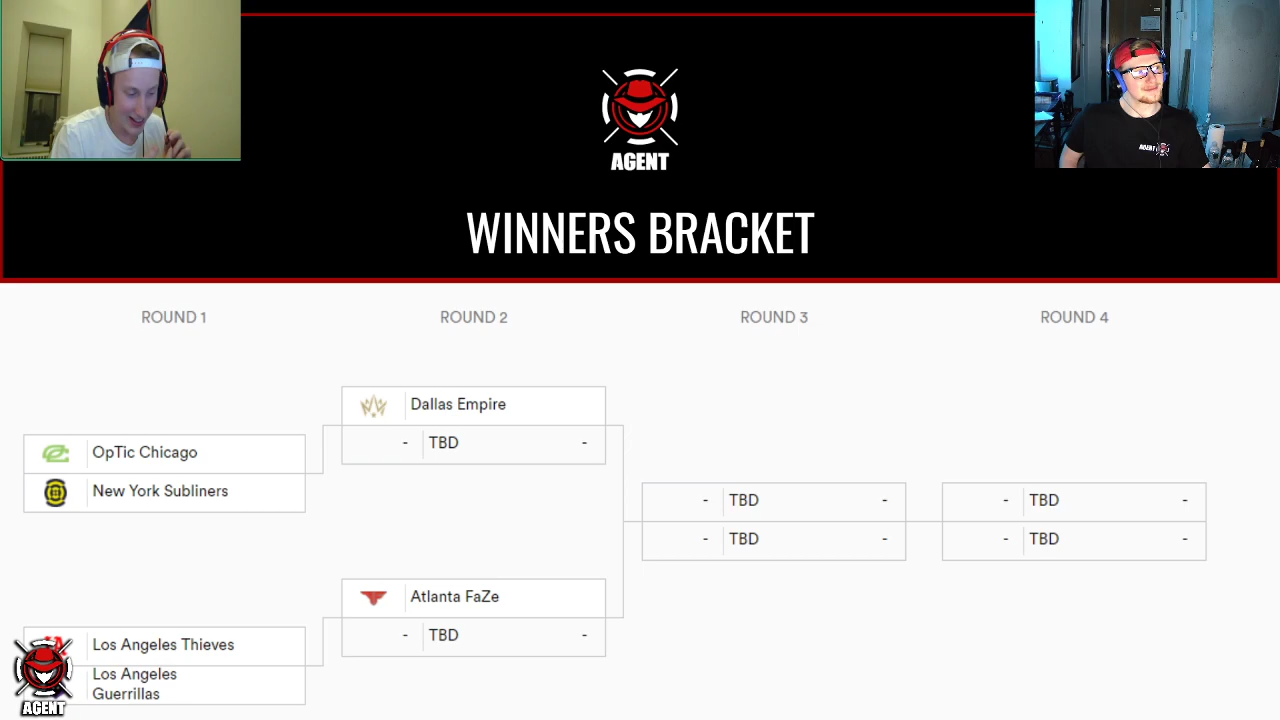 AGENT
AGENT
WINNERS BRACKET
ROUND 1
ROUND 2
ROUND 3
ROUND 4
Dallas Empire
- TBD -
OpTic Chicago
New York Subliners
- TBD -
- TBD -
- TBD -
- TBD -
Atlanta FaZe
- TBD -
Los Angeles Thieves
Los Angeles
Guerrillas
AGENT